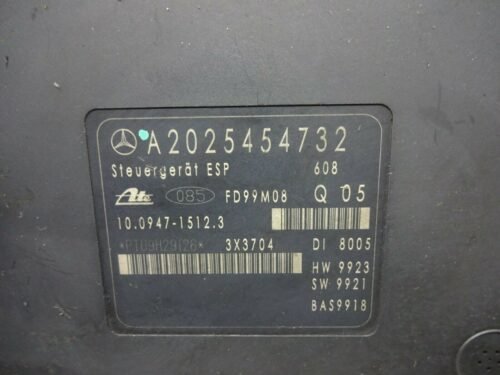 A2025454732
Steuergerät ESP 608
Ate 085 FD99M08 Q 05
10.0947-1512.3
3X3704 DI 8005
HW 9923
SW 9921
BAS9918